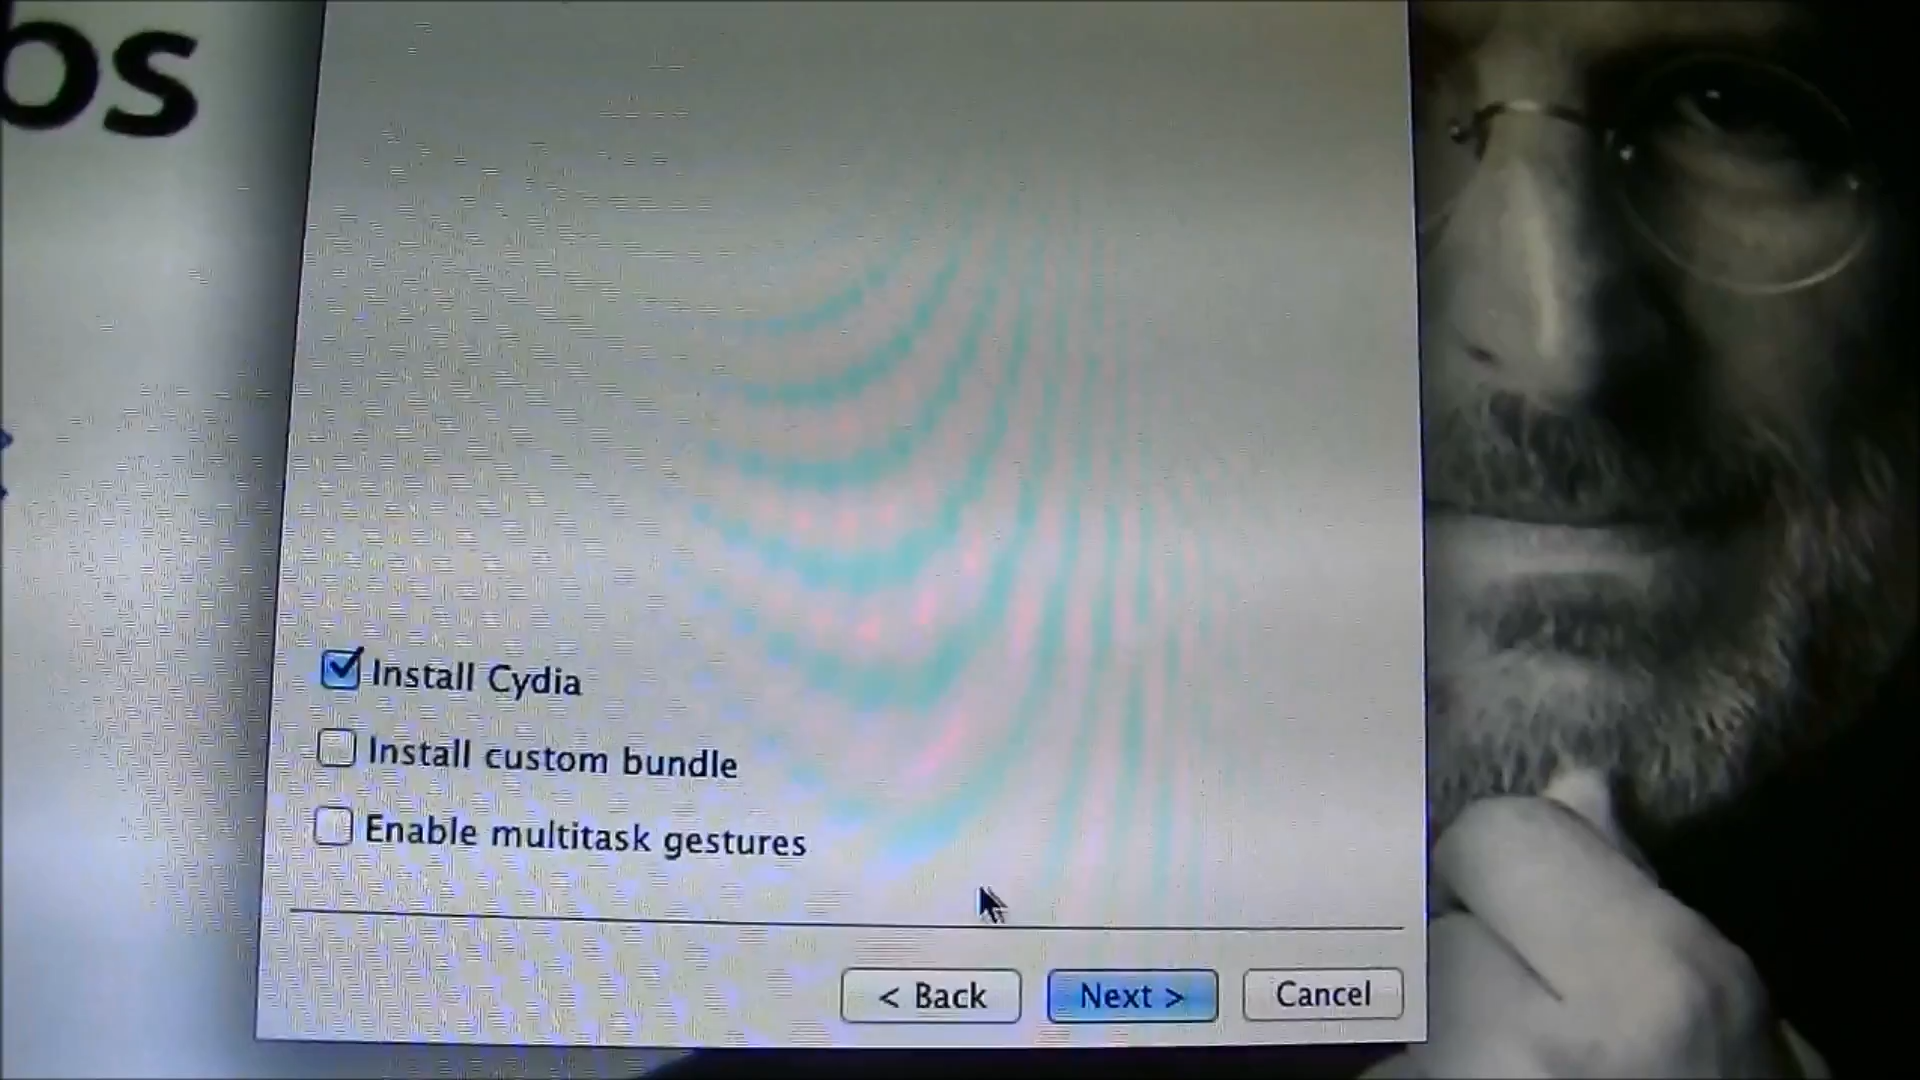 os
Install Cydia
Install custom bundle
Enable multitask gestures
< Back
Next >
Cancel